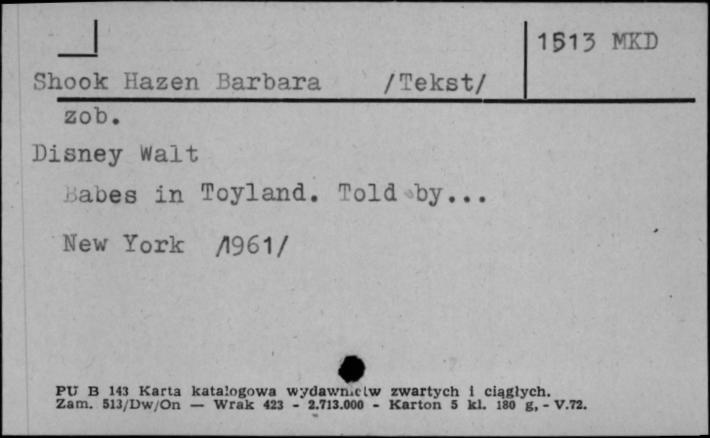 1513 MKD
Shook Hazen Barbara /Tekst/
zob.
Disney Walt
Babes in Toyland. Told by...
New York /1961/
PU B 143 Karta katalogowa wydawnictw zwartych i ciągłych.
Zam. 513/Dw/On — Wrak 423 - 2.713.000 - Karton 5 kl. 180 g, - V.72.